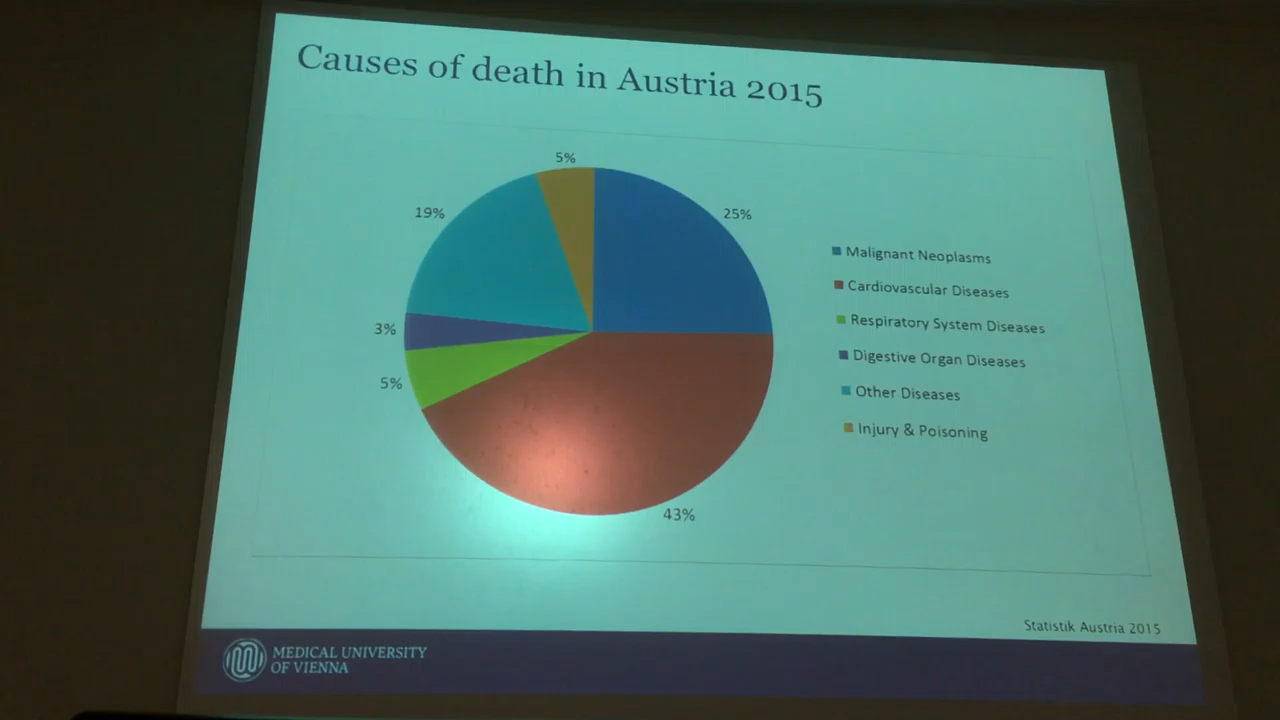 Causes of death in Austria 2015
5%
19%
25%
3%
5%
43%
Malignant Neoplasms
Cardiovascular Diseases
Respiratory System Diseases
Digestive Organ Diseases
Other Diseases
Injury & Poisoning
Statistik Austria 2015
MEDICAL UNIVERSITY
OF VIENNA